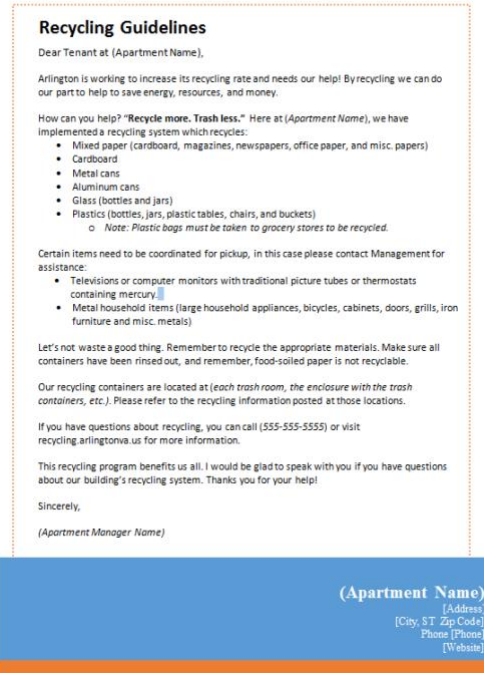 Recycling Guidelines
Dear Tenant at (Apartment Name),
Arlington is working to increase its recycling rate and needs our help! By recycling we can do
our part to help to save energy, resources, and money.
How can you help? "Recycle more. Trash less." Here at (Apartment Name), we have
implemented a recycling system which recycles:
• Mixed paper (cardboard, magazines, newspapers, office paper, and misc. papers)
• Cardboard
• Metal cans
• Aluminum cans
• Glass (bottles and jars)
• Plastics (bottles, jars, plastic tables, chairs, and buckets)
o Note: Plastic bags must be taken to grocery stores to be recycled.
Certain items need to be coordinated for pickup, in this case please contact Management for
assistance:
• Televisions or computer monitors with traditional picture tubes or thermostats
containing mercury.
• Metal household items (large household appliances, bicycles, cabinets, doors, grills, iron
furniture and misc. metals)
Let's not waste a good thing. Remember to recycle the appropriate materials. Make sure all
containers have been rinsed out, and remember, food-soiled paper is not recyclable.
Our recycling containers are located at (each trash room, the enclosure with the trash
containers, etc.). Please refer to the recycling information posted at those locations.
If you have questions about recycling, you can call (555-555-5555) or visit
recycling.arlingtonva.us for more information.
This recycling program benefits us all. I would be glad to speak with you if you have questions
about our building's recycling system. Thanks you for your help!
Sincerely,
(Apartment Manager Name)
(Apartment Name)
[Address]
[City, ST Zip Code]
Phone [Phone]
[Website]